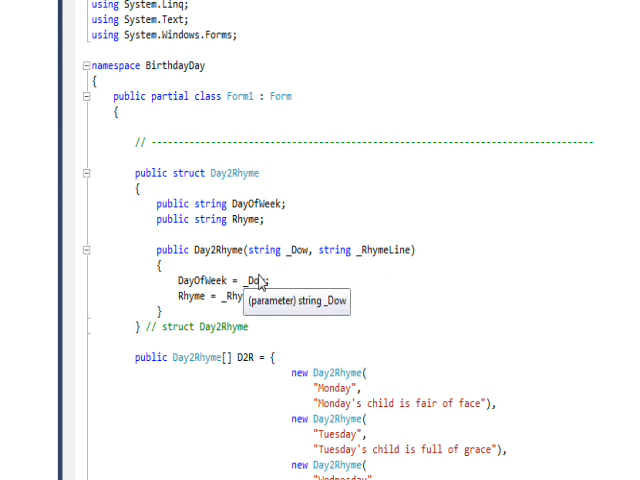 using System.Linq;
using System.Text;
using System.Windows.Forms;
namespace BirthdayDay
{
public partial class Form1 : Form
{
// ----------------------------------------------------------------------------------
public struct Day2Rhyme
{
public string DayOfWeek;
public string Rhyme;
public Day2Rhyme(string _Dow, string _RhymeLine)
{
DayOfWeek = _Dow;
Rhyme = _Rhy
(parameter) string _Dow
}
} // struct Day2Rhyme
public Day2Rhyme[] D2R = {
new Day2Rhyme(
"Monday",
"Monday's child is fair of face"),
new Day2Rhyme(
"Tuesday",
"Tuesday's child is full of grace"),
new Day2Rhyme(
"Wednesday"